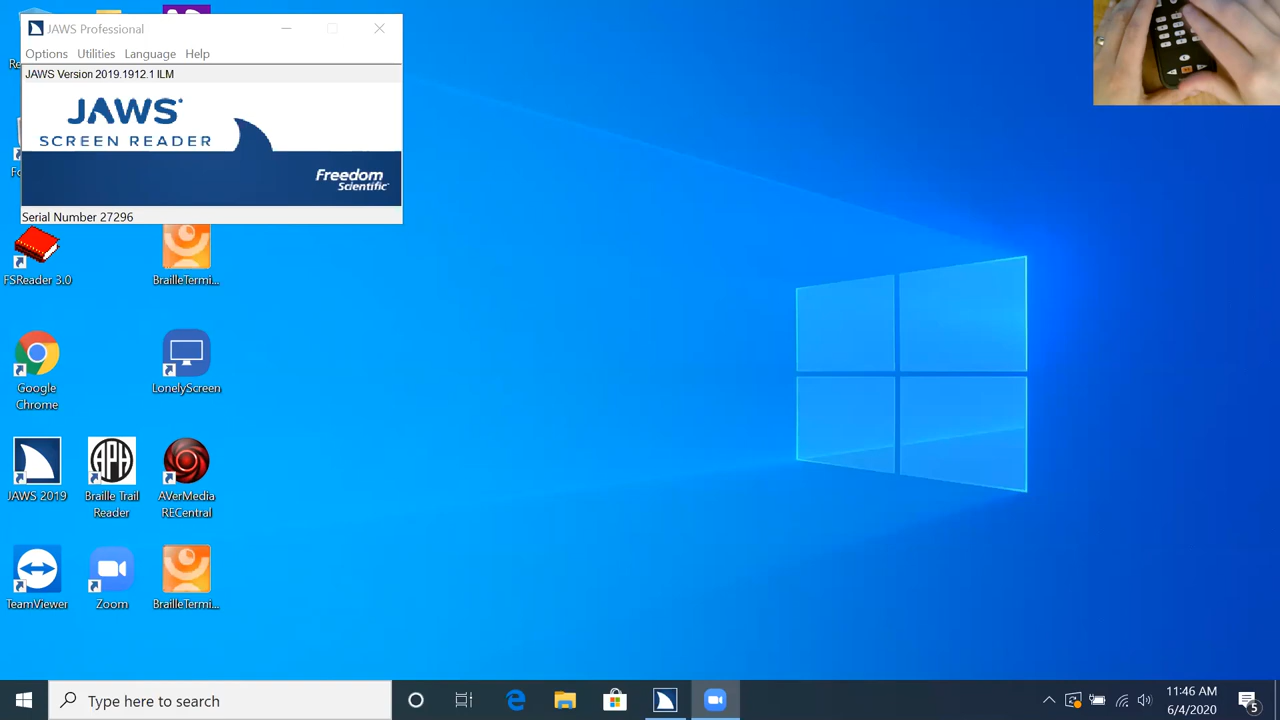 JAWS Professional
Options Utilities Language Help
JAWS Version 2019.1912.1 ILM
JAWS
SCREEN READER
Freedom
Scientific
Serial Number 27296
FSReader 3.0
BrailleTermi...
Google
Chrome
LonelyScreen
JAWS 2019
APH
Braille Trail
Reader
AVerMedia
RECentral
TeamViewer
Zoom
BrailleTermi...
Type here to search
11:46 AM
6/4/2020
5